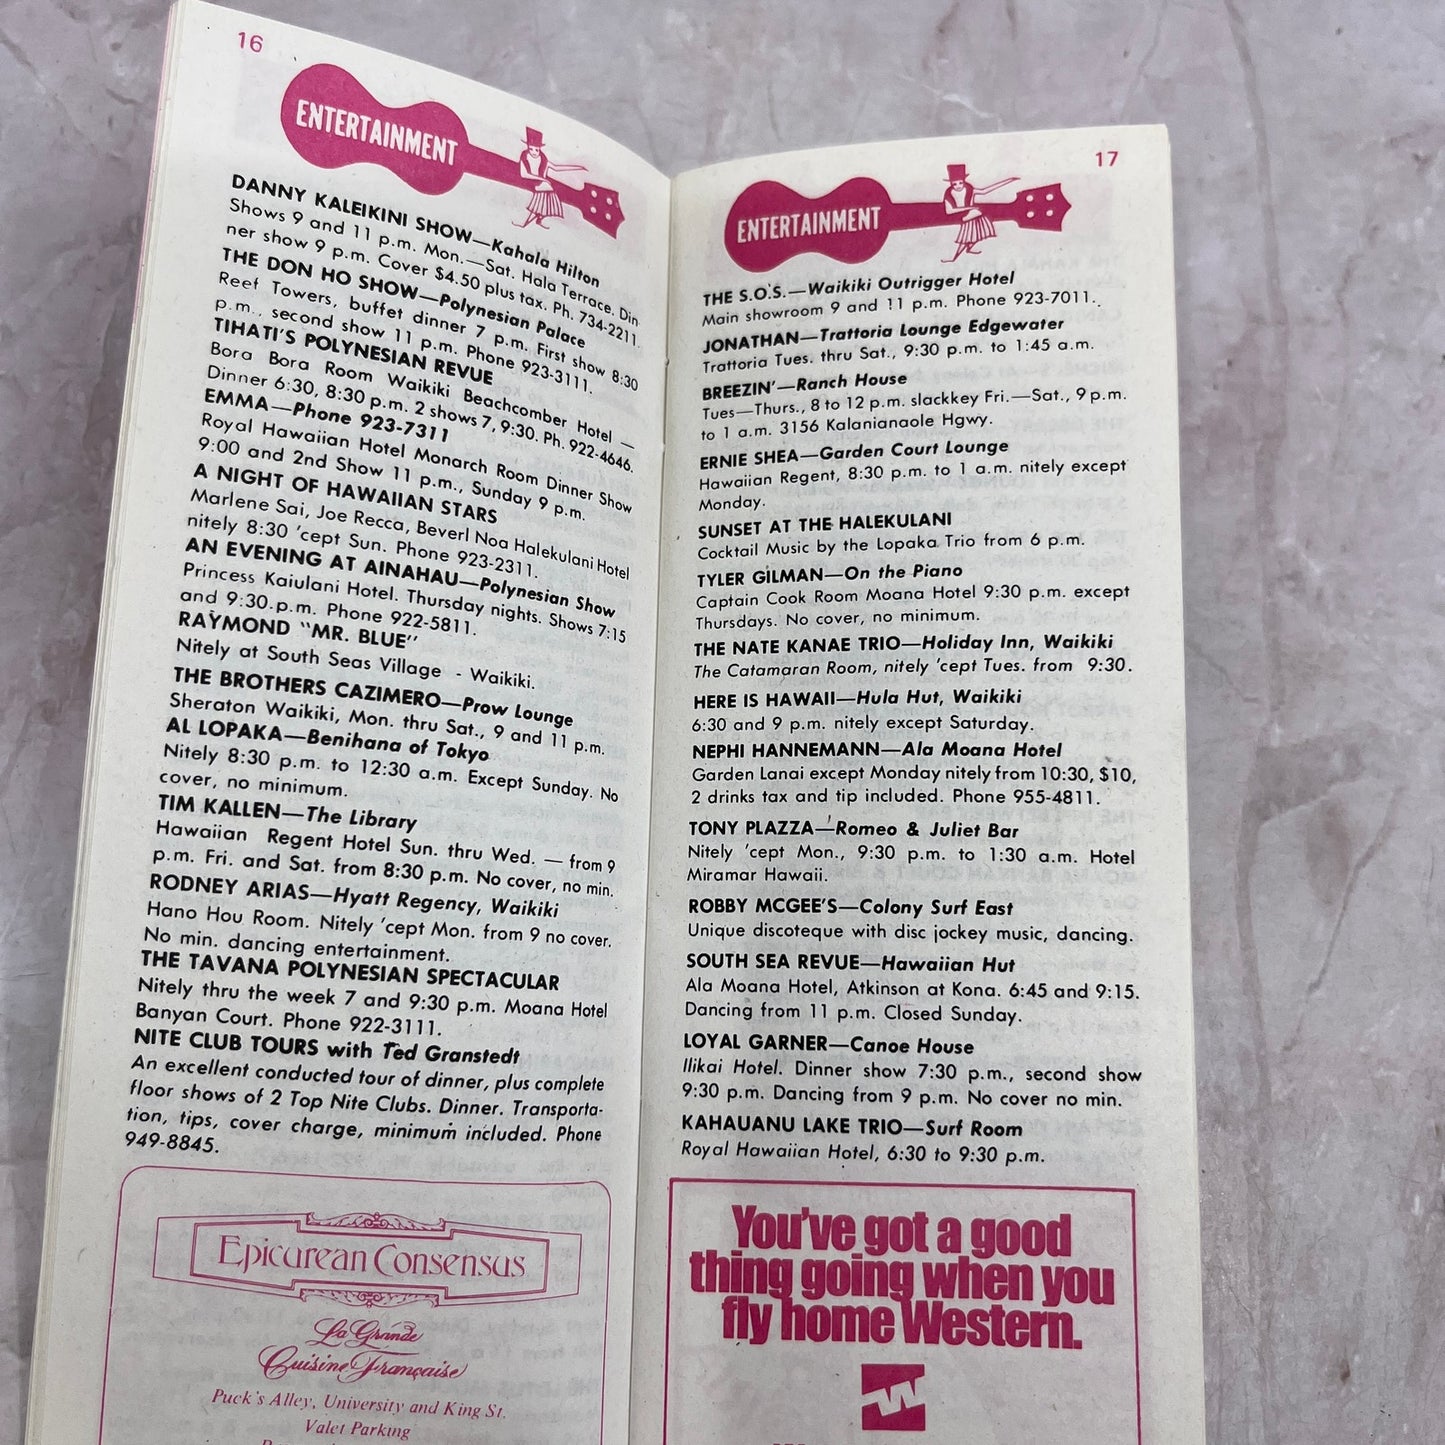 16
ENTERTAINMENT
DANNY KALEIKINI SHOW—Kahala Hilton
Shows 9 and 11 p.m. Mon.—Sat. Hala Terrace. Din
ner show 9 p.m. Cover $4.50 plus tax. Ph. 734-2211.
THE DON HO SHOW—Polynesian Palace
Reef Towers, buffet dinner 7 p.m. First show 8:30
p.m., second show 11 p.m. Phone 923-3111.
TIHATI'S POLYNESIAN REVUE
Bora Bora Room Waikiki Beachcomber Hotel —
Dinner 6:30, 8:30 p.m. 2 shows 7, 9:30. Ph. 922-4646.
EMMA—Phone 923-7311
Royal Hawaiian Hotel Monarch Room Dinner Show
9:00 and 2nd Show 11 p.m., Sunday 9 p.m.
A NIGHT OF HAWAIIAN STARS
Marlene Sai, Joe Recca, Beverl Noa Halekulani Hotel
nitely 8:30 'cept Sun. Phone 923-2311.
AN EVENING AT AINAHAU—Polynesian Show
Princess Kaiulani Hotel. Thursday nights. Shows 7:15
and 9:30.p.m. Phone 922-5811.
RAYMOND "MR. BLUE"
Nitely at South Seas Village - Waikiki.
THE BROTHERS CAZIMERO—Prow Lounge
Sheraton Waikiki, Mon. thru Sat., 9 and 11 p.m.
AL LOPAKA—Benihana of Tokyo
Nitely 8:30 p.m. to 12:30 a.m. Except Sunday. No
cover, no minimum.
TIM KALLEN—The Library
Hawaiian Regent Hotel Sun. thru Wed. — from 9
p.m. Fri. and Sat. from 8:30 p.m. No cover, no min.
RODNEY ARIAS—Hyatt Regency, Waikiki
Hano Hou Room. Nitely 'cept Mon. from 9 no cover.
No min. dancing entertainment.
THE TAVANA POLYNESIAN SPECTACULAR
Nitely thru the week 7 and 9:30 p.m. Moana Hotel
Banyan Court. Phone 922-3111.
NITE CLUB TOURS with Ted Granstedt
An excellent conducted tour of dinner, plus complete
floor shows of 2 Top Nite Clubs. Dinner. Transporta-
tion, tips, cover charge, minimum included. Phone
949-8845.
Epicurean Consensus
La Grande
Cuisine Française
Puck's Alley, University and King St.
Valet Parking
17
ENTERTAINMENT
THE S.O.S.—Waikiki Outrigger Hotel
Main showroom 9 and 11 p.m. Phone 923-7011.
JONATHAN—Trattoria Lounge Edgewater
Trattoria Tues. thru Sat., 9:30 p.m. to 1:45 a.m.
BREEZIN'—Ranch House
Tues—Thurs., 8 to 12 p.m. slackkey Fri.—Sat., 9 p.m.
to 1 a.m. 3156 Kalanianaole Hgwy.
ERNIE SHEA—Garden Court Lounge
Hawaiian Regent, 8:30 p.m. to 1 a.m. nitely except
Monday.
SUNSET AT THE HALEKULANI
Cocktail Music by the Lopaka Trio from 6 p.m.
TYLER GILMAN—On the Piano
Captain Cook Room Moana Hotel 9:30 p.m. except
Thursdays. No cover, no minimum.
THE NATE KANAE TRIO—Holiday Inn, Waikiki
The Catamaran Room, nitely 'cept Tues. from 9:30.
HERE IS HAWAII—Hula Hut, Waikiki
6:30 and 9 p.m. nitely except Saturday.
NEPHI HANNEMANN—Ala Moana Hotel
Garden Lanai except Monday nitely from 10:30, $10,
2 drinks tax and tip included. Phone 955-4811.
TONY PLAZZA—Romeo & Juliet Bar
Nitely 'cept Mon., 9:30 p.m. to 1:30 a.m. Hotel
Miramar Hawaii.
ROBBY MCGEE'S—Colony Surf East
Unique discoteque with disc jockey music, dancing.
SOUTH SEA REVUE—Hawaiian Hut
Ala Moana Hotel, Atkinson at Kona. 6:45 and 9:15.
Dancing from 11 p.m. Closed Sunday.
LOYAL GARNER—Canoe House
Ilikai Hotel. Dinner show 7:30 p.m., second show
9:30 p.m. Dancing from 9 p.m. No cover no min.
KAHAUANU LAKE TRIO—Surf Room
Royal Hawaiian Hotel, 6:30 to 9:30 p.m.
You've got a good
thing going when you
fly home Western.